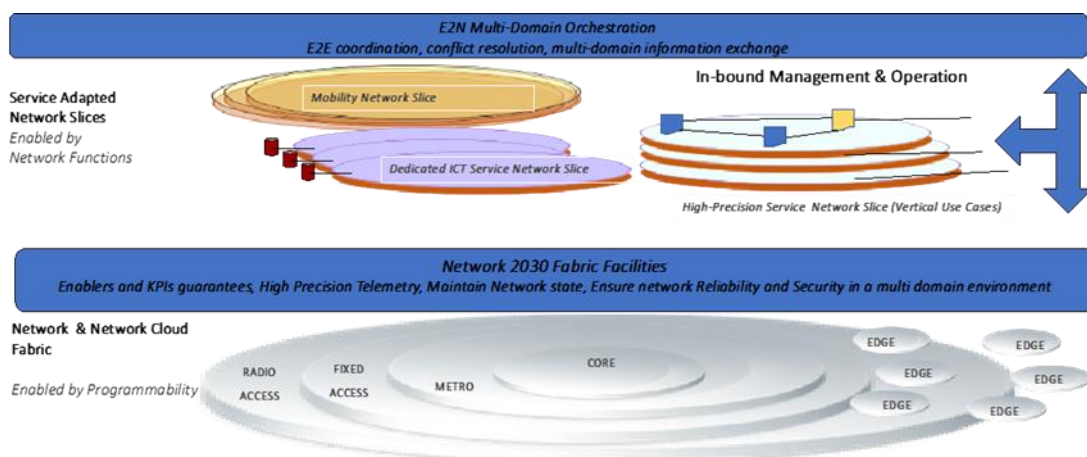 E2N Multi-Domain Orchestration
E2E coordination, conflict resolution, multi-domain information exchange
Service Adapted
Network Slices
Enabled by
Network Functions
Mobility Network Slice
Dedicated ICT Service Network Slice
In-bound Management & Operation
High-Precision Service Network Slice (Vertical Use Cases)
Network 2030 Fabric Facilities
Enablers and KPIs guarantees, High Precision Telemetry, Maintain Network state, Ensure network Reliability and Security in a multi domain environment
Network & Network Cloud
Fabric
Enabled by Programmability
RADIO
ACCESS
FIXED
ACCESS
METRO
CORE
EDGE
EDGE
EDGE
EDGE
EDGE
EDGE